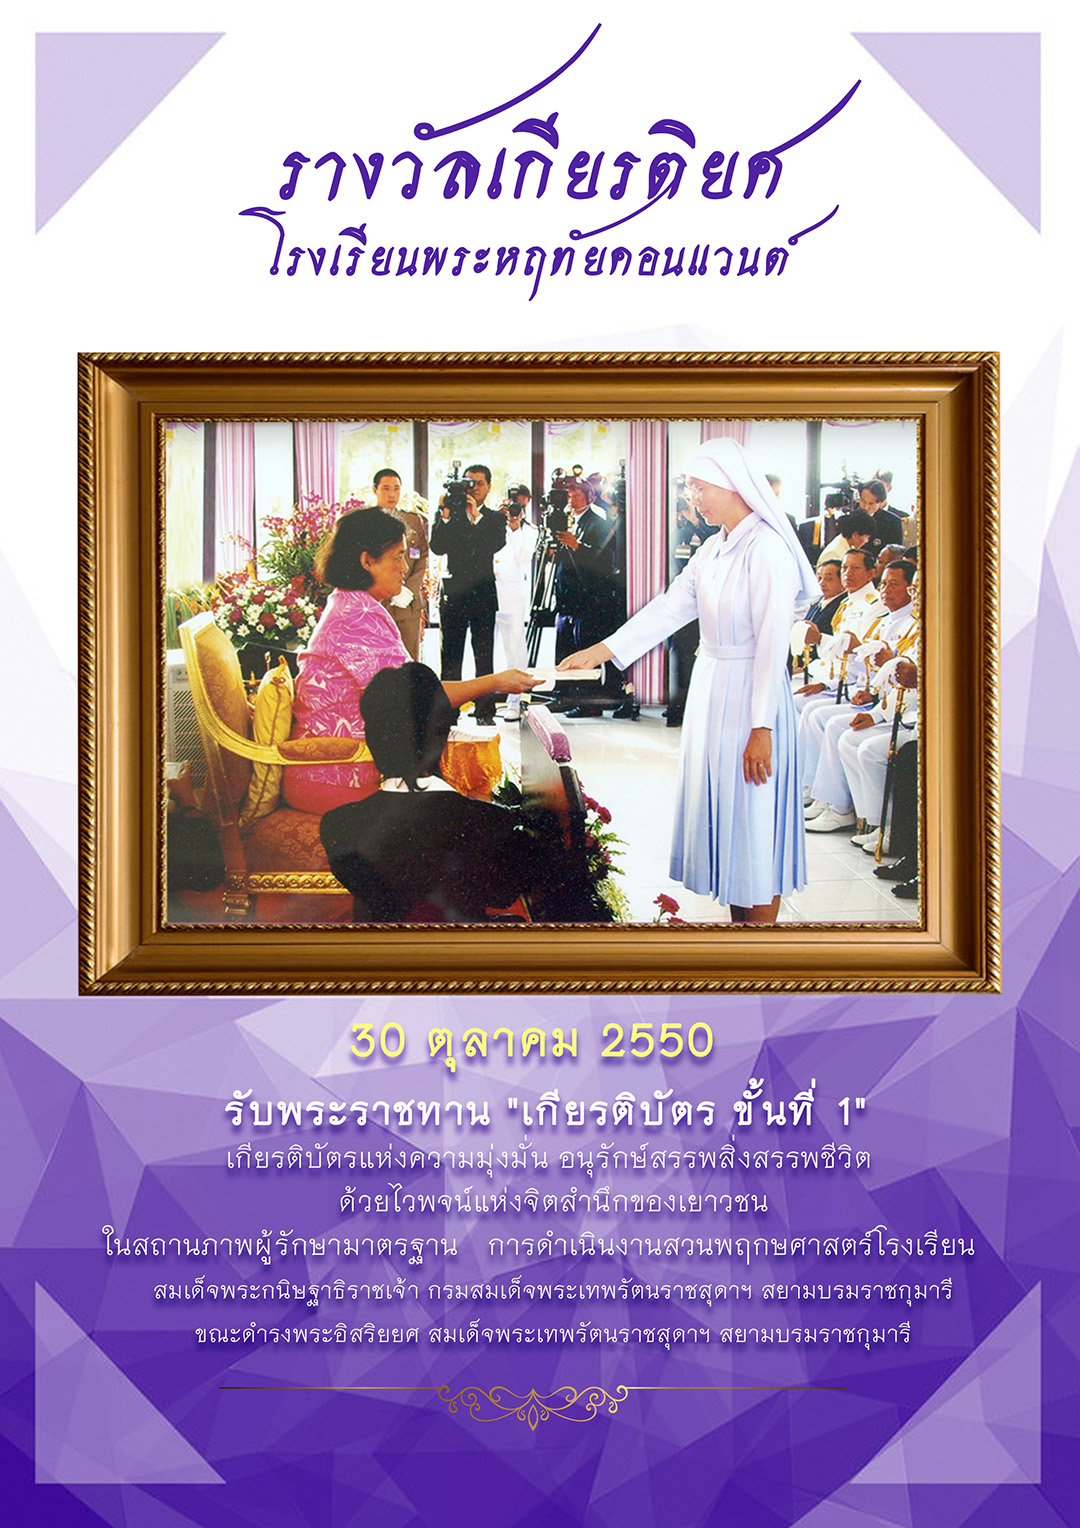 รางวัลเกียรติยศ
โรงเรียนพระหฤทัยคอนแวนต์
30 ตุลาคม 2550
รับพระราชทาน "เกียรติบัตร ขั้นที่ 1"
เกียรติบัตรแห่งความมุ่งมั่น อนุรักษ์สรรพสิ่งสรรพชีวิต
ด้วยไวพจน์แห่งจิตสำนึกของเยาวชน
ในสถานภาพผู้รักษามาตรฐาน การดำเนินงานสวนพฤกษศาสตร์โรงเรียน
สมเด็จพระกนิษฐาธิราชเจ้า กรมสมเด็จพระเทพรัตนราชสุดาฯ สยามบรมราชกุมารี
ขณะดำรงพระอิสริยยศ สมเด็จพระเทพรัตนราชสุดาฯ สยามบรมราชกุมารี